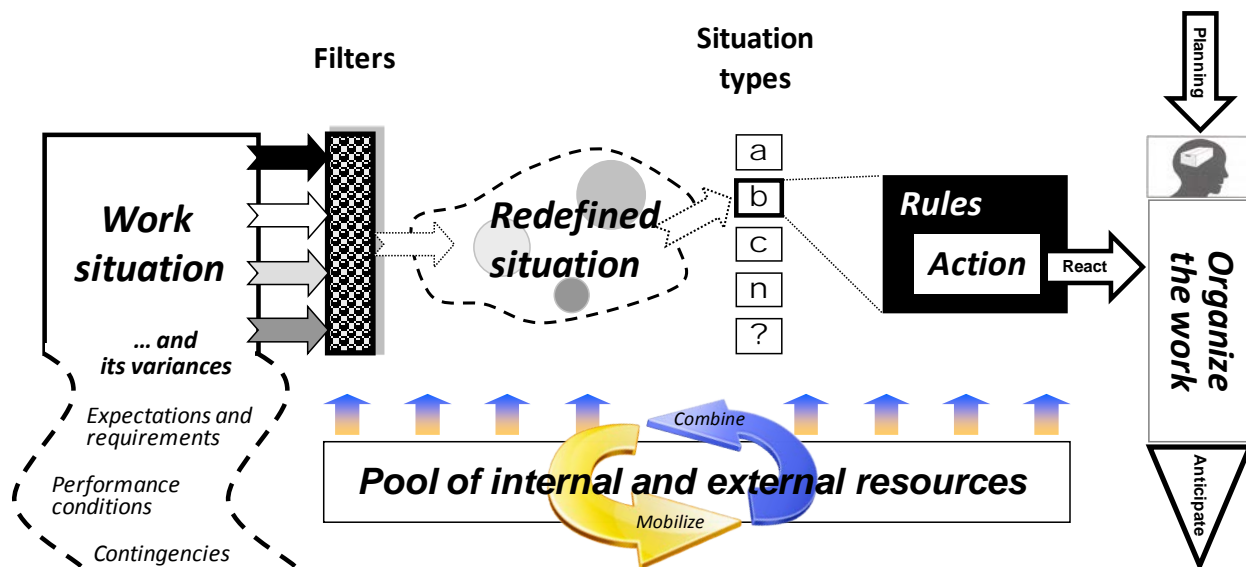 Filters
Situation
types
Planning
Work
situation
... and
its variances
Expectations and
requirements
Performance
conditions
Contingencies
Redefined
situation
a
b
c
n
?
Rules
Action
React
Organize
the work
Anticipate
Combine
Pool of internal and external resources
Mobilize